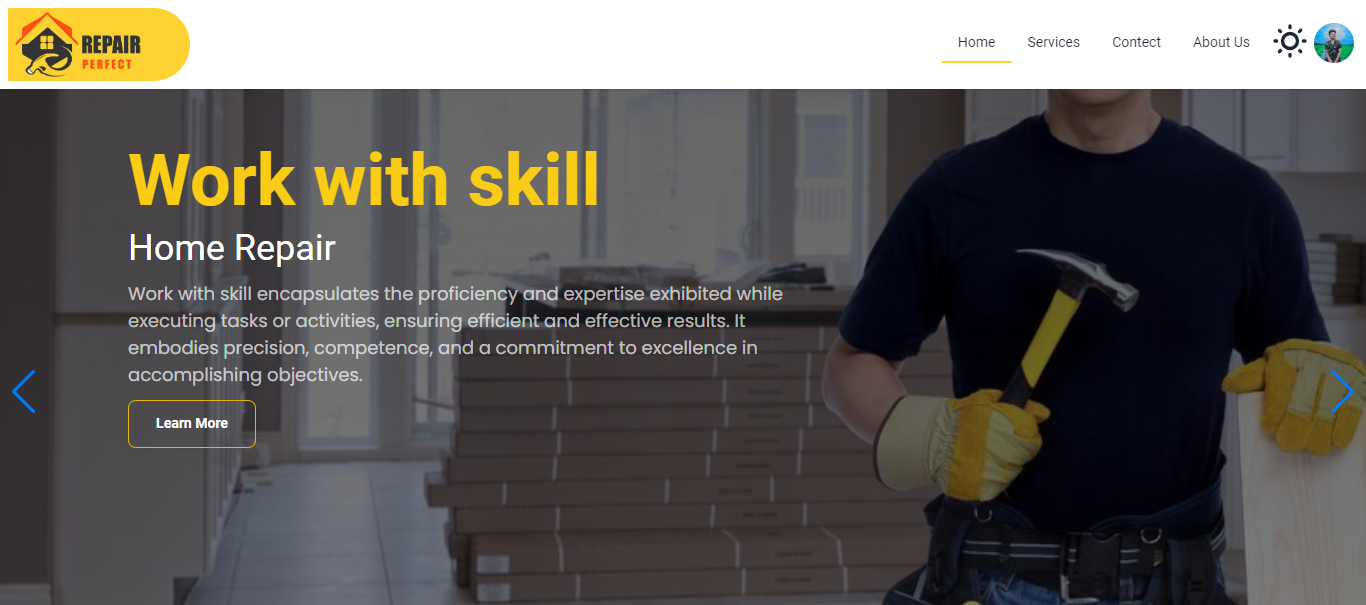 REPAIR
PERFECT
Home
Services
Contect
About Us
Work with skill
Home Repair
Work with skill encapsulates the proficiency and expertise exhibited while
executing tasks or activities, ensuring efficient and effective results. It
embodies precision, competence, and a commitment to excellence in
accomplishing objectives.
Learn More